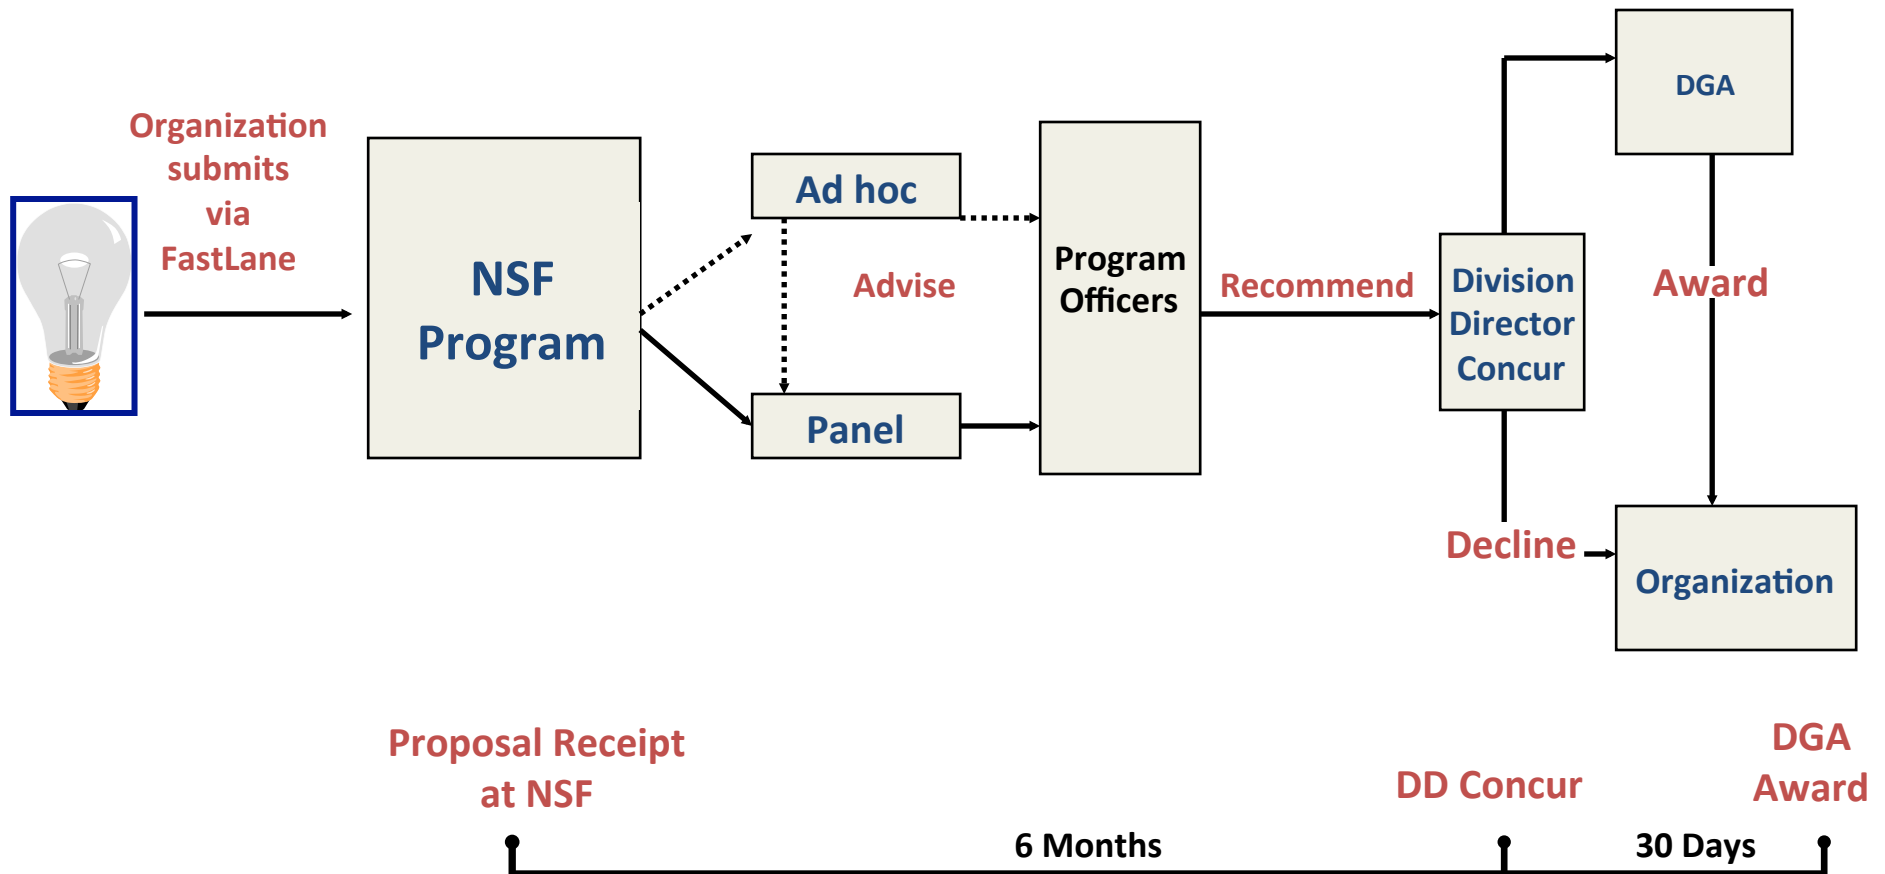 Organization
submits
via
FastLane
NSF
Program
Ad hoc
Advise
Panel
Program
Officers
Recommend
Division
Director
Concur
DGA
Award
Decline
Organization
Proposal Receipt
at NSF
DD Concur
DGA
Award
6 Months
30 Days